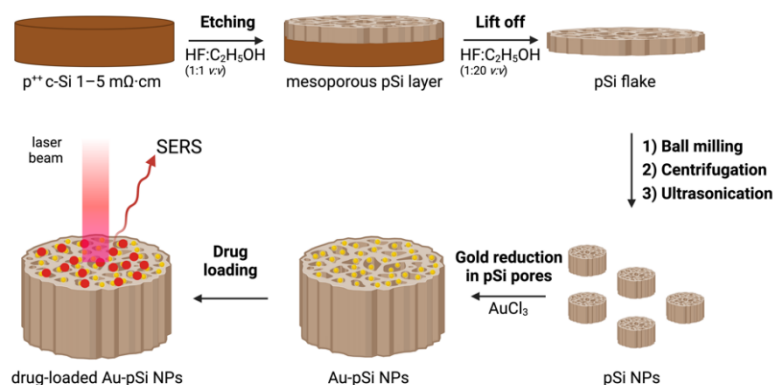 Etching
HF:C₂H₅OH
(1:1 v:v)
Lift off
HF:C₂H₅OH
(1:20 v:v)
p⁺⁺ c-Si 1–5 mΩ·cm
mesoporous pSi layer
pSi flake
laser
beam
SERS
1) Ball milling
2) Centrifugation
3) Ultrasonication
Drug
loading
Gold reduction
in pSi pores
AuCl₃
drug-loaded Au-pSi NPs
Au-pSi NPs
pSi NPs